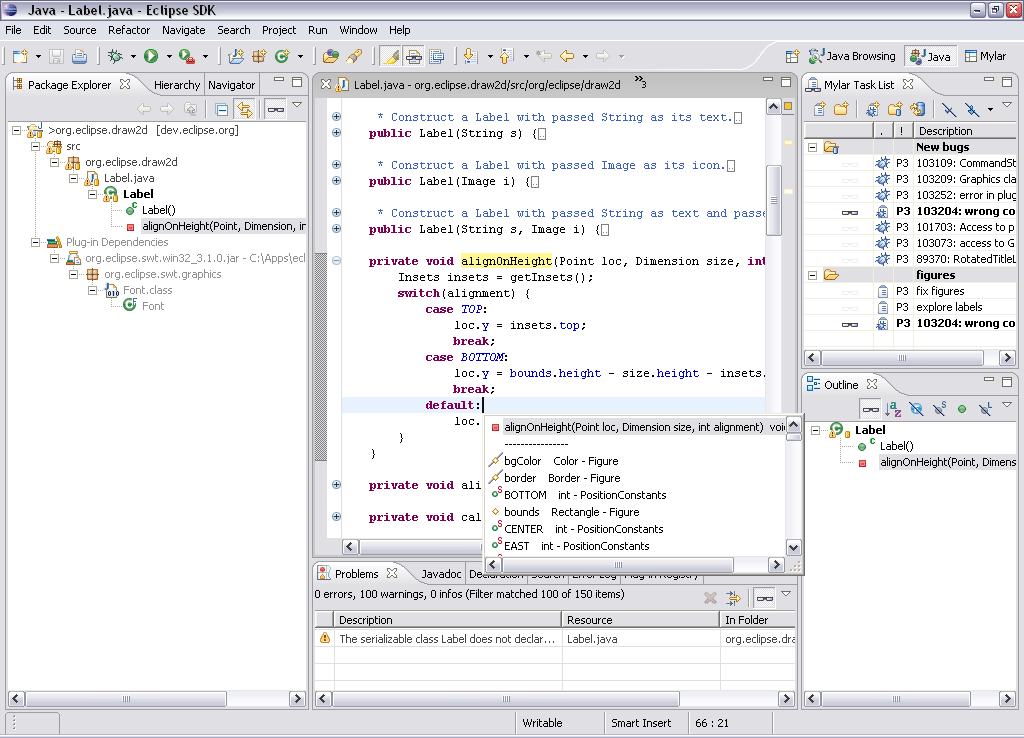 Java - Label.java - Eclipse SDK
File Edit Source Refactor Navigate Search Project Run Window Help
Java Browsing Java Mylar
Package Explorer Hierarchy Navigator
>org.eclipse.draw2d [dev.eclipse.org]
src
org.eclipse.draw2d
Label.java
Label
Label()
alignOnHeight(Point, Dimension, in
Plug-in Dependencies
org.eclipse.swt.win32_3.1.0.jar - C:\Apps\ecl
org.eclipse.swt.graphics
Font.class
Font
Label.java - org.eclipse.draw2d/src/org/eclipse/draw2d »3
* Construct a Label with passed String as its text.
public Label(String s) {
* Construct a Label with passed Image as its icon.
public Label(Image i) {
* Construct a Label with passed String as text and passe
public Label(String s, Image i) {
private void alignOnHeight(Point loc, Dimension size, int
Insets insets = getInsets();
switch(alignment) {
case TOP:
loc.y = insets.top;
break;
case BOTTOM:
loc.y = bounds.height - size.height - insets.
break;
default:
loc.
}
}
private void ali
private void cal
alignOnHeight(Point loc, Dimension size, int alignment) voi
----------------
bgColor Color - Figure
border Border - Figure
BOTTOM int - PositionConstants
bounds Rectangle - Figure
CENTER int - PositionConstants
EAST int - PositionConstants
Problems Javadoc Declaration Search Error Log Plug-in Registry
0 errors, 100 warnings, 0 infos (Filter matched 100 of 150 items)
Description Resource In Folder
The serializable class Label does not declar... Label.java org.eclipse.dra
Mylar Task List
. ! Description
New bugs
P3 103109: CommandSt
P3 103209: Graphics cla
P3 103252: error in plug
P3 103204: wrong co
P3 101703: Access to p
P3 103073: access to G
P3 89370: RotatedTitleL
figures
P3 fix figures
P3 explore labels
P3 103204: wrong co
Outline
Label
Label()
alignOnHeight(Point, Dimens
Writable Smart Insert 66 : 21